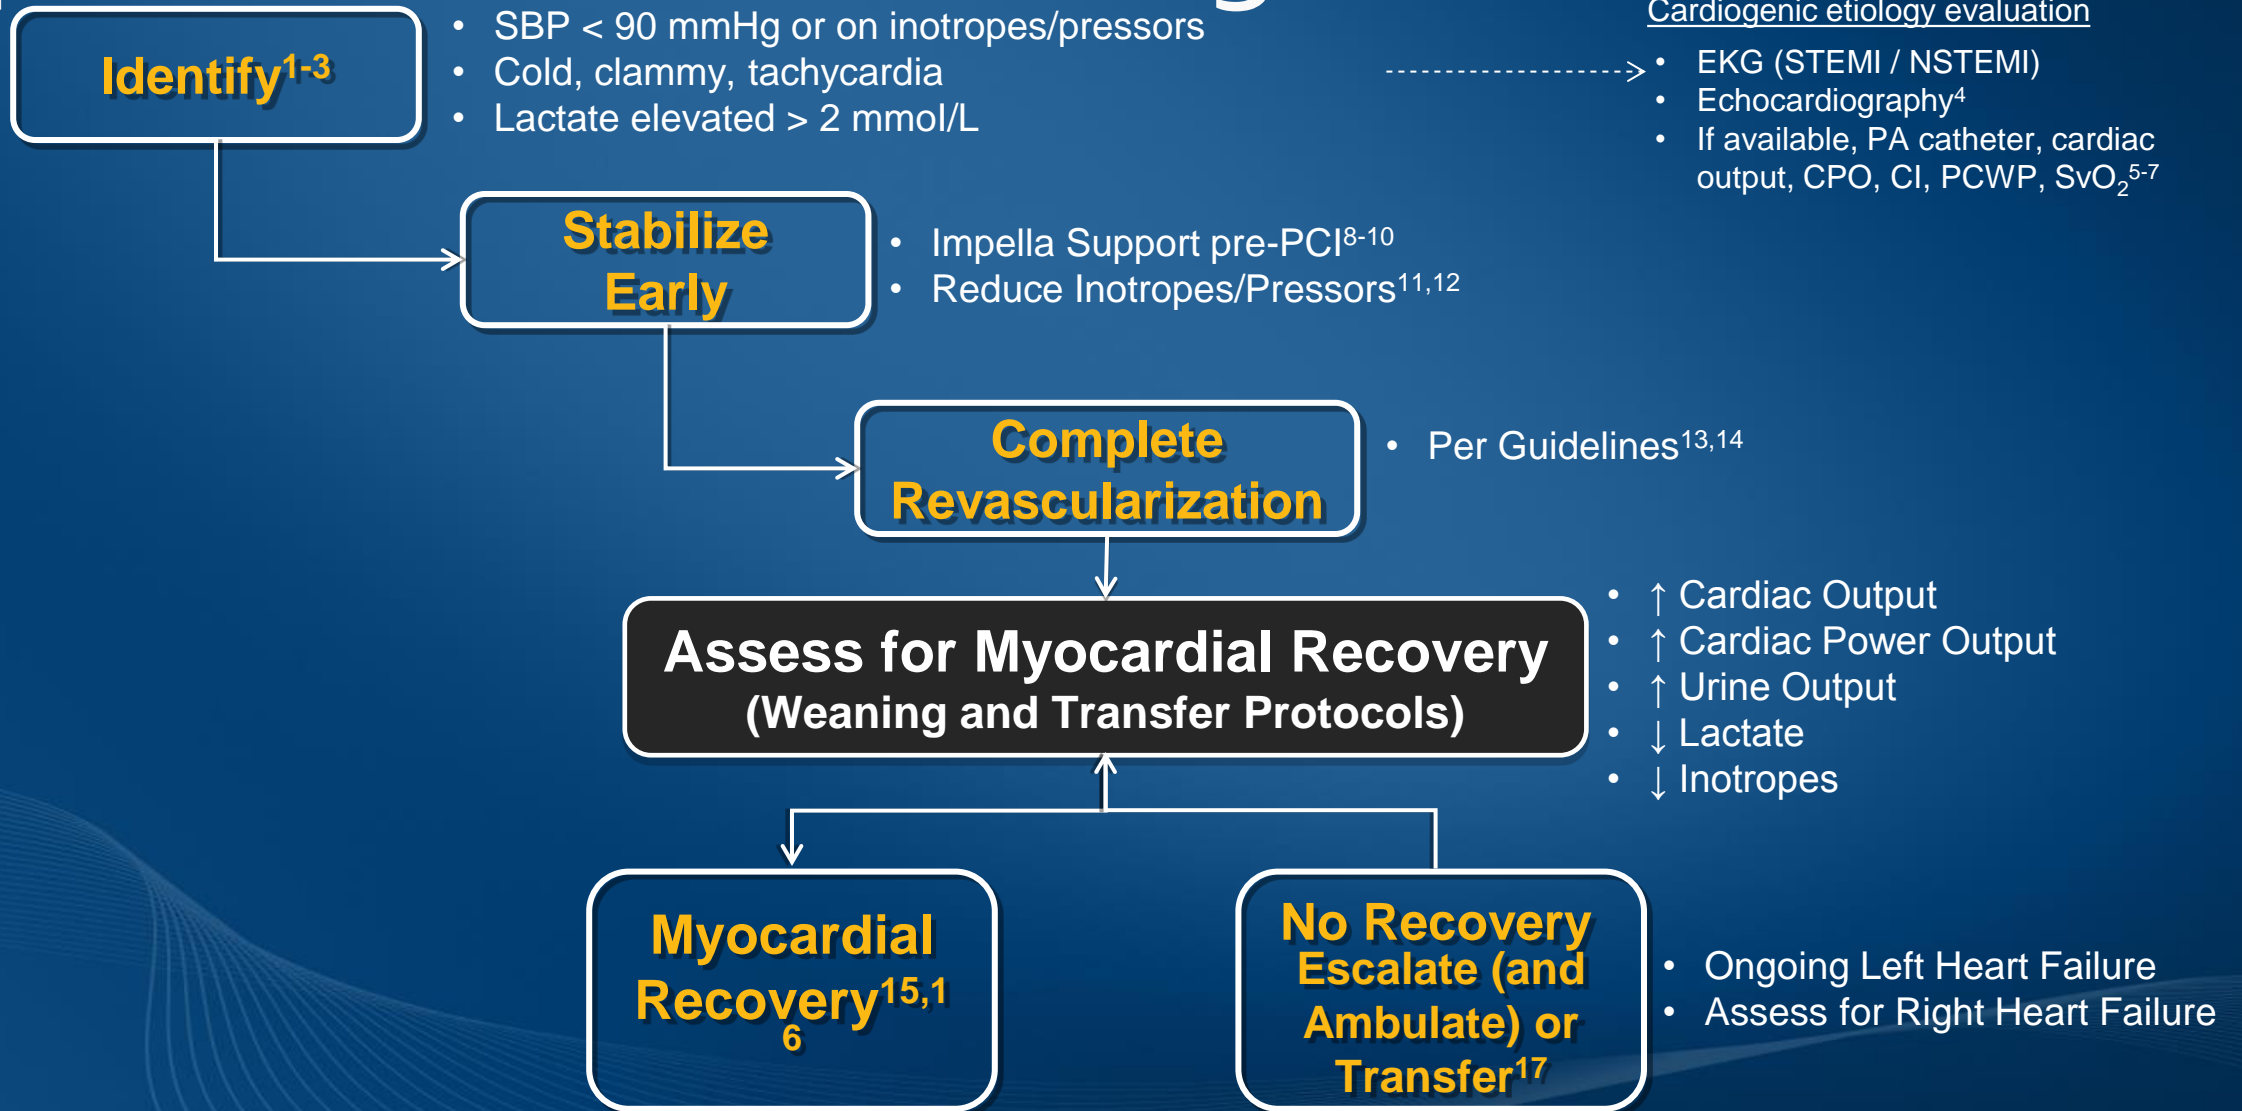 Identify1-3
• SBP < 90 mmHg or on inotropes/pressors
• Cold, clammy, tachycardia
• Lactate elevated > 2 mmol/L
Cardiogenic etiology evaluation
• EKG (STEMI / NSTEMI)
• Echocardiography4
• If available, PA catheter, cardiac
output, CPO, CI, PCWP, SvO25-7
Stabilize
Early
• Impella Support pre-PCI8-10
• Reduce Inotropes/Pressors11,12
Complete
Revascularization
• Per Guidelines13,14
Assess for Myocardial Recovery
(Weaning and Transfer Protocols)
• ↑ Cardiac Output
• ↑ Cardiac Power Output
• ↑ Urine Output
• ↓ Lactate
• ↓ Inotropes
Myocardial
Recovery15,1
6
No Recovery
Escalate (and
Ambulate) or
Transfer17
• Ongoing Left Heart Failure
• Assess for Right Heart Failure